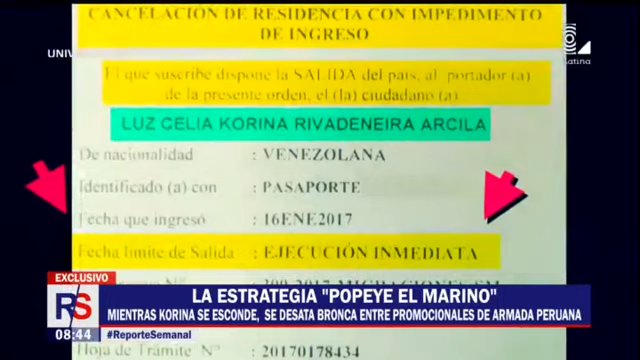 CANCELACIÓN DE RESIDENCIA CON IMPEDIMENTO
DE INGRESO
El que suscribe dispone la SALIDA del país, al portador (a)
de la presente orden, el (la) ciudadano (a)
LUZ CELIA KORINA RIVADENEIRA ARCILA
De nacionalidad : VENEZOLANA
Identificado (a) con : PASAPORTE
Fecha que ingresó : 16ENE2017
Fecha limite de Salida : EJECUCIÓN INMEDIATA
EXCLUSIVO
RS
LA ESTRATEGIA "POPEYE EL MARINO"
MIENTRAS KORINA SE ESCONDE, SE DESATA BRONCA ENTRE PROMOCIONALES DE ARMADA PERUANA
08:44
#ReporteSemanal
Hoja de Trámite N° : 20170178434